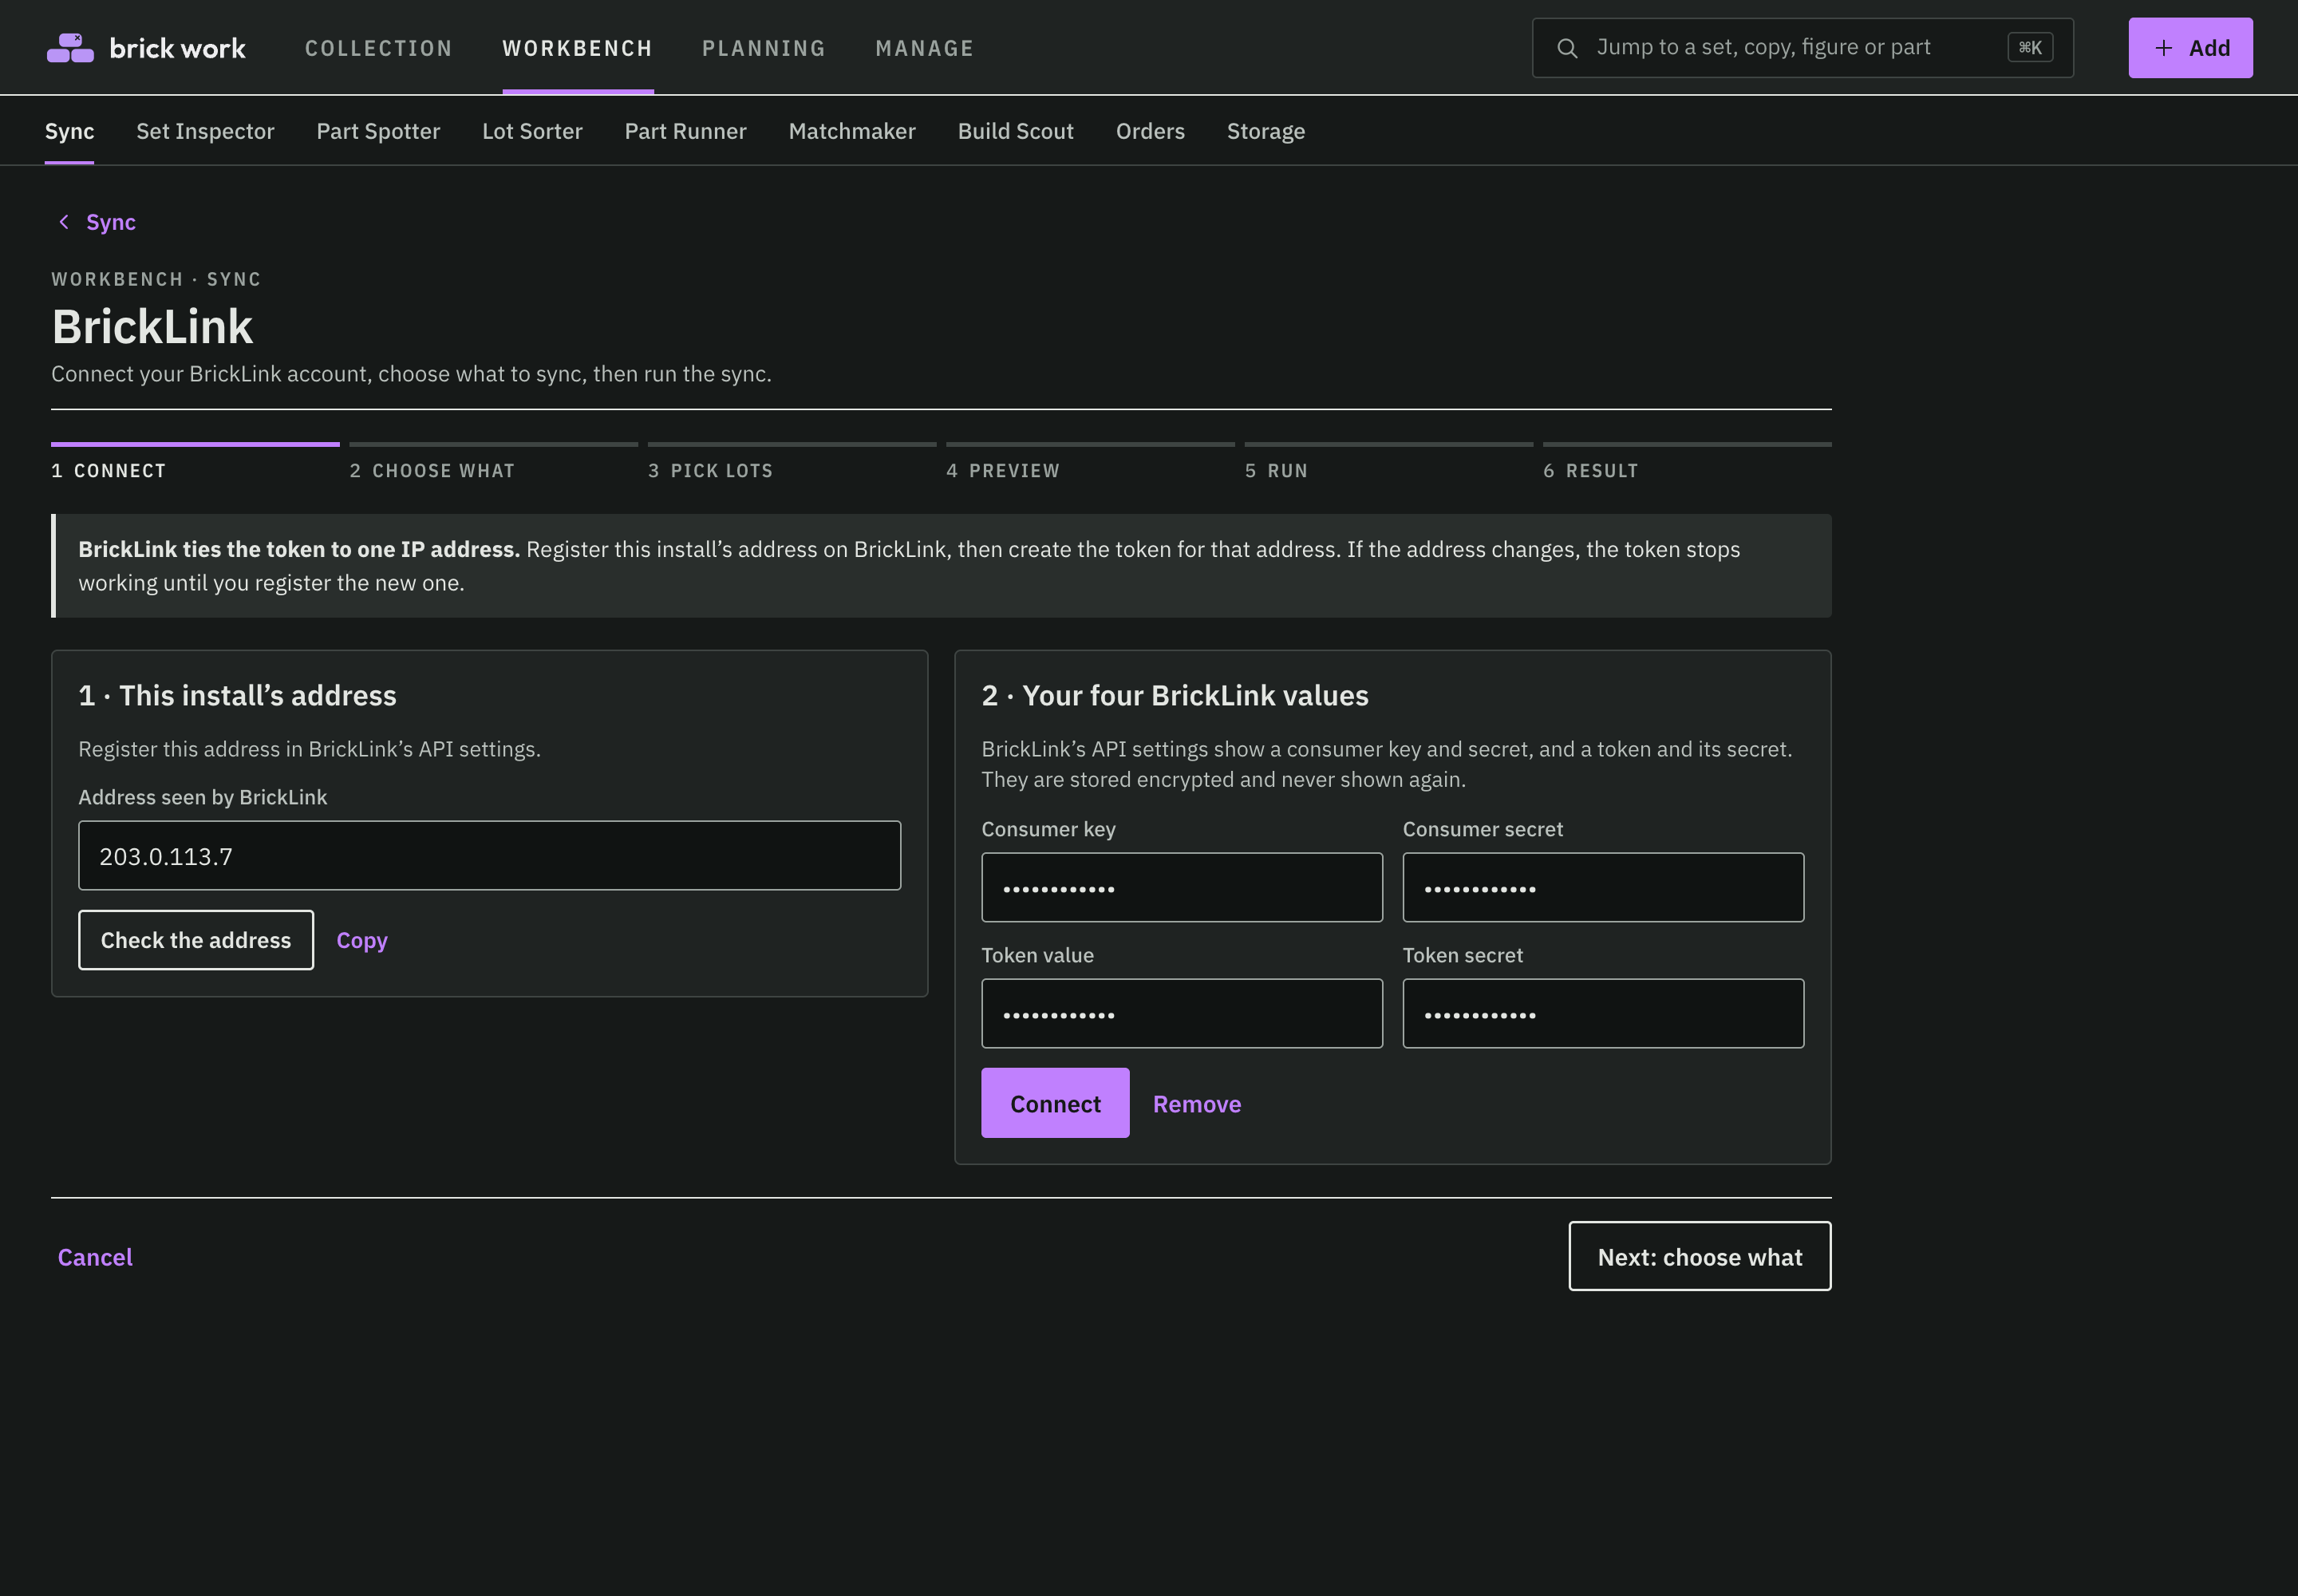 brick work
COLLECTION
WORKBENCH
PLANNING
MANAGE
Jump to a set, copy, figure or part
⌘K
+ Add
Sync
Set Inspector
Part Spotter
Lot Sorter
Part Runner
Matchmaker
Build Scout
Orders
Storage
Sync
WORKBENCH · SYNC
BrickLink
Connect your BrickLink account, choose what to sync, then run the sync.
1 CONNECT
2 CHOOSE WHAT
3 PICK LOTS
4 PREVIEW
5 RUN
6 RESULT
BrickLink ties the token to one IP address. Register this install’s address on BrickLink, then create the token for that address. If the address changes, the token stops
working until you register the new one.
1 · This install’s address
Register this address in BrickLink’s API settings.
Address seen by BrickLink
203.0.113.7
Check the address
Copy
2 · Your four BrickLink values
BrickLink’s API settings show a consumer key and secret, and a token and its secret.
They are stored encrypted and never shown again.
Consumer key
Consumer secret
••••••••••••
••••••••••••
Token value
Token secret
••••••••••••
••••••••••••
Connect
Remove
Cancel
Next: choose what